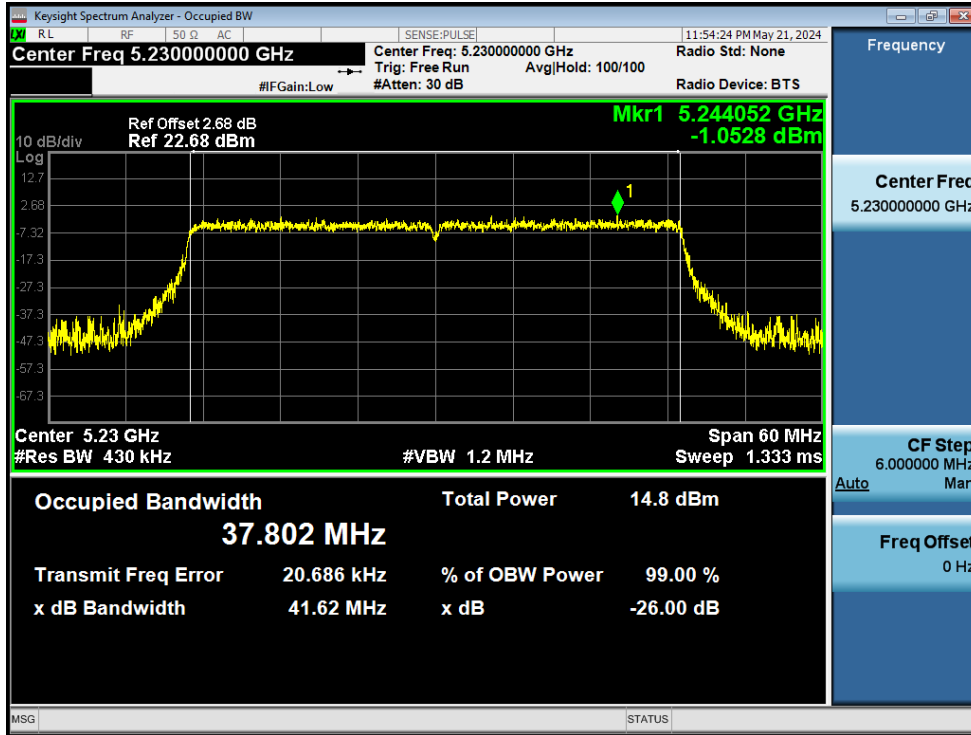 Keysight Spectrum Analyzer - Occupied BW
LXI RL RF 50 Ω AC SENSE:PULSE 11:54:24 PM May 21, 2024
Center Freq 5.230000000 GHz
Center Freq: 5.230000000 GHz
Radio Std: None
Trig: Free Run Avg|Hold: 100/100
#IFGain:Low
#Atten: 30 dB
Radio Device: BTS
Frequency
Mkr1 5.244052 GHz
-1.0528 dBm
Ref Offset 2.68 dB
10 dB/div Ref 22.68 dBm
Log
12.7
2.68
-7.32
-17.3
-27.3
-37.3
-47.3
-57.3
-67.3
1
Center 5.23 GHz Span 60 MHz
#Res BW 430 kHz #VBW 1.2 MHz Sweep 1.333 ms
Center Freq
5.230000000 GHz
CF Step
6.000000 MHz
Auto Man
Freq Offset
0 Hz
Occupied Bandwidth
37.802 MHz
Total Power 14.8 dBm
Transmit Freq Error 20.686 kHz % of OBW Power 99.00 %
x dB Bandwidth 41.62 MHz x dB -26.00 dB
MSG STATUS